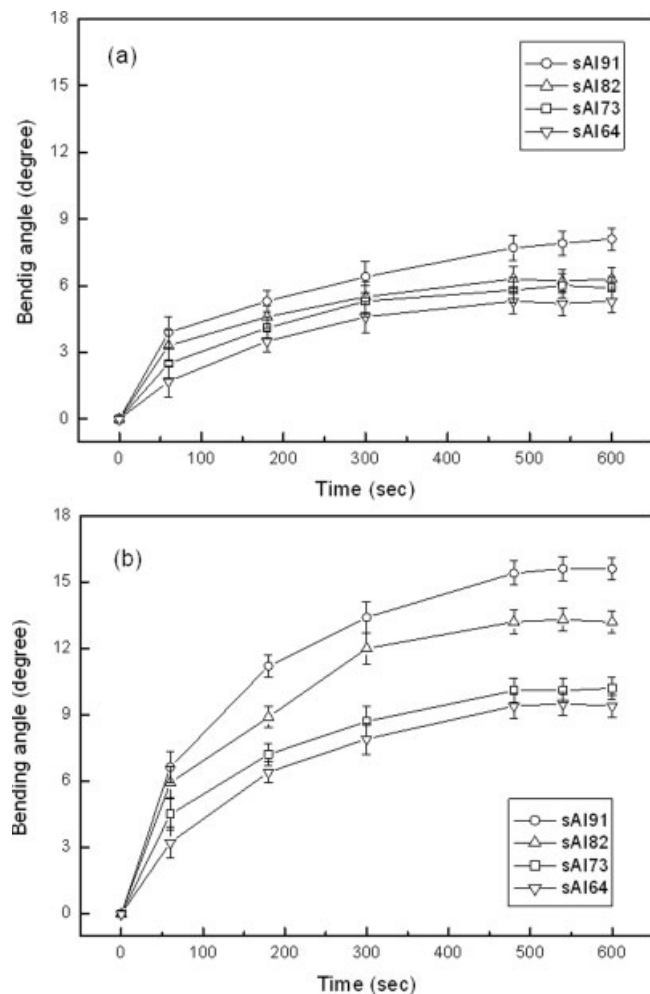 18
(a)
sAI91
sAI82
sAI73
sAI64
15
12
9
6
3
0
Bendig angle (degree)
0 100 200 300 400 500 600
Time (sec)
18
(b)
15
12
9
6
3
0
Bending angle (degree)
sAI91
sAI82
sAI73
sAI64
0 100 200 300 400 500 600
Time (sec)